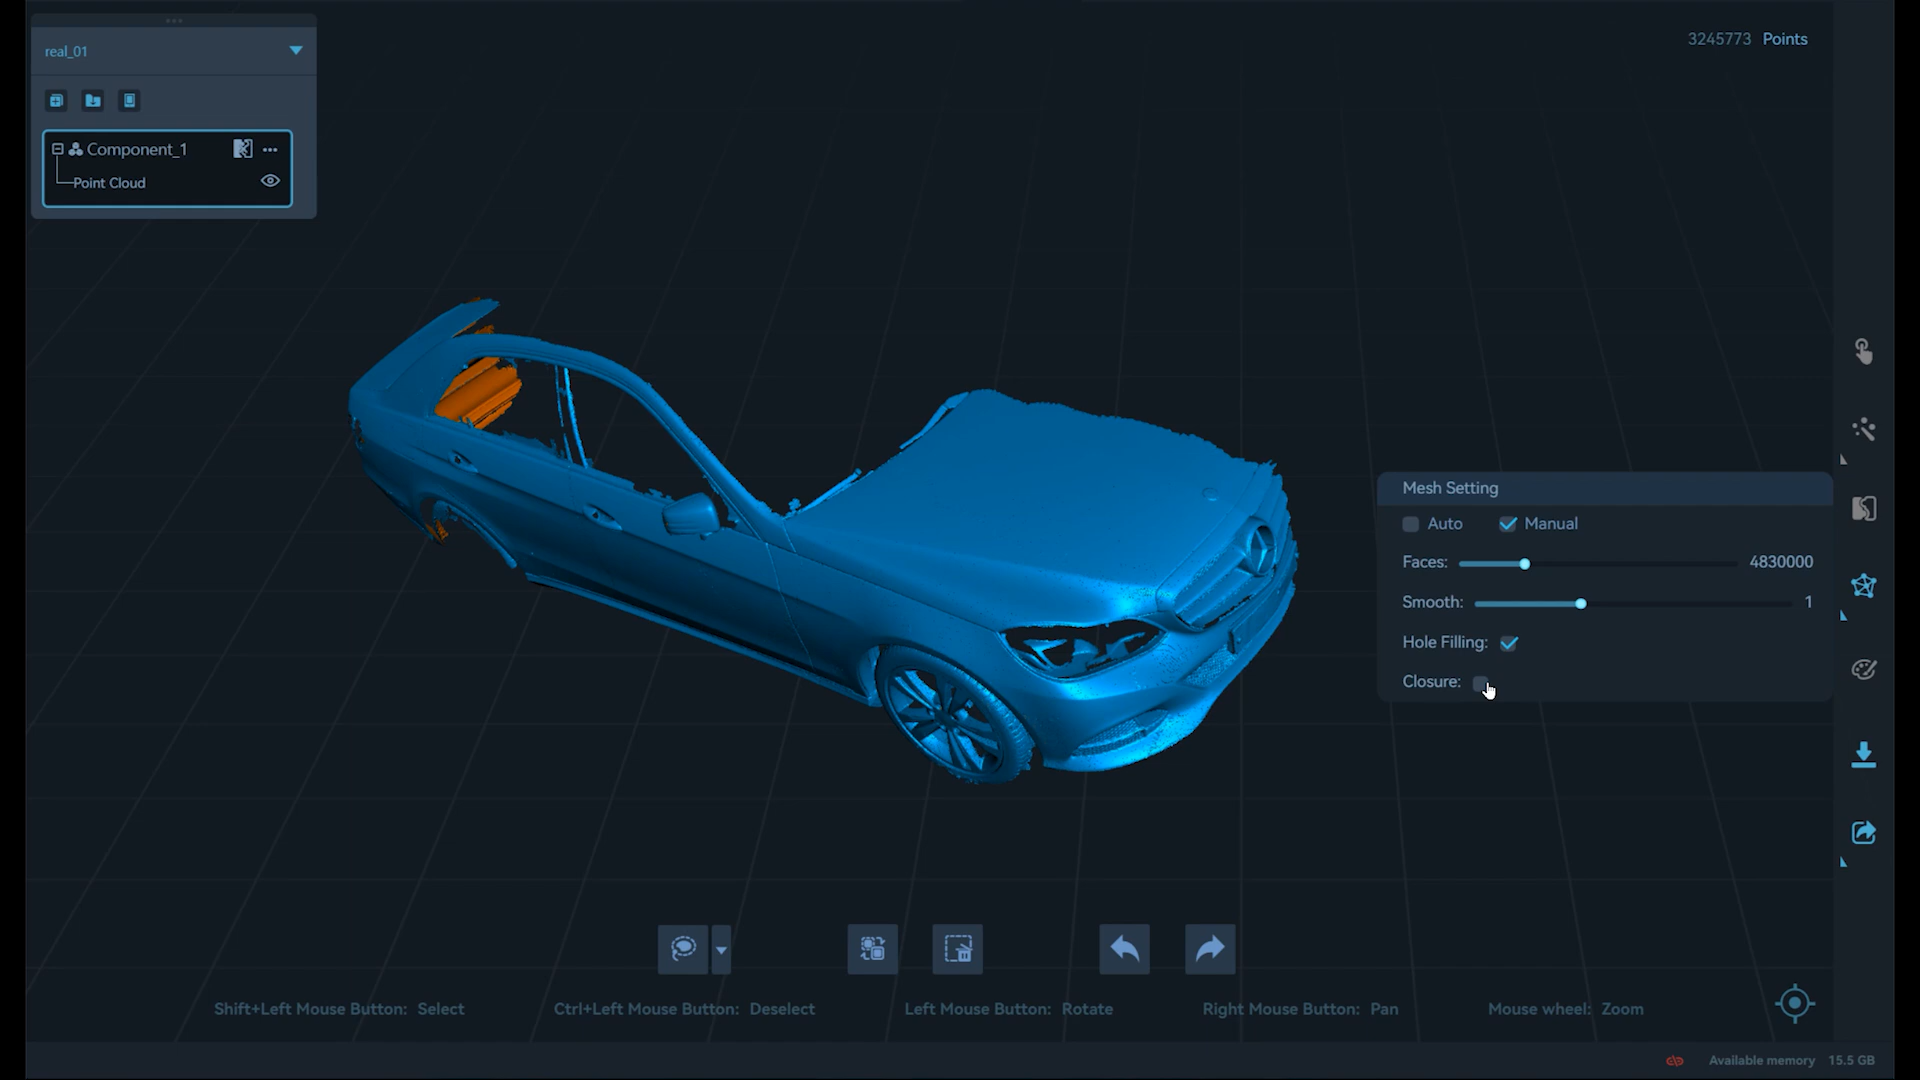 real_01
3245773 Points
Component_1
Point Cloud
Mesh Setting
Auto Manual
Faces: 4830000
Smooth: 1
Hole Filling:
Closure:
Shift+Left Mouse Button: Select Ctrl+Left Mouse Button: Deselect Left Mouse Button: Rotate Right Mouse Button: Pan Mouse wheel: Zoom
Available memory 15.5 GB